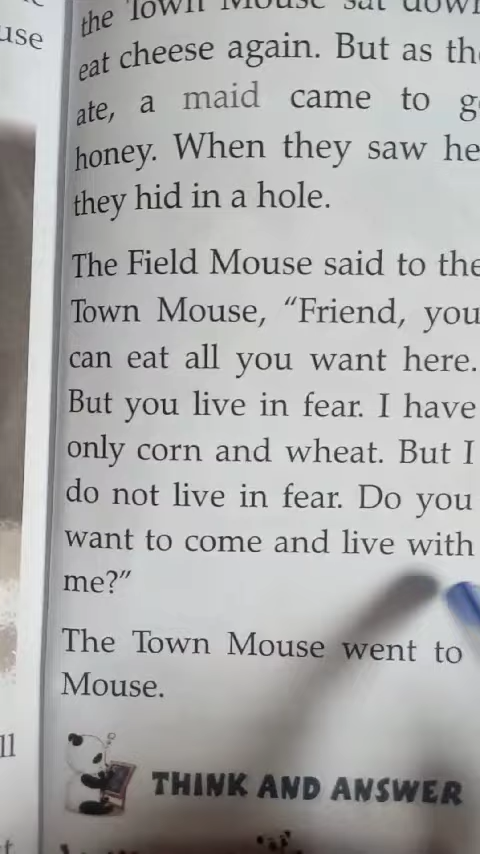 use
the Town Mouse sat down
eat cheese again. But as the
ate, a maid came to g
honey. When they saw he
they hid in a hole.
The Field Mouse said to the
Town Mouse, “Friend, you
can eat all you want here.
But you live in fear. I have
only corn and wheat. But I
do not live in fear. Do you
want to come and live with
me?”
The Town Mouse went to
Mouse.
ll
THINK AND ANSWER